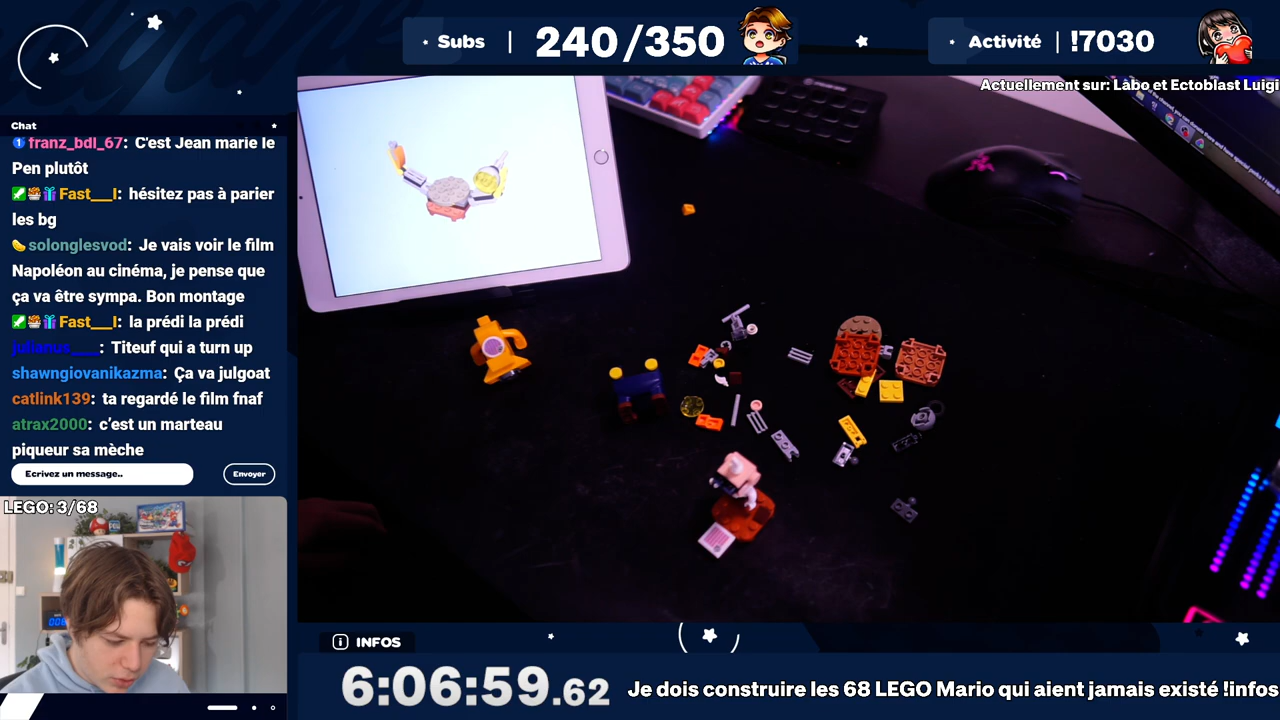 Subs | 240/350
Activité | !7030
Actuellement sur: Labo et Ectoblast Luigi
Chat
franz_bdl_67: C'est Jean marie le
Pen plutôt
Fast___I: hésitez pas à parier
les bg
solonglesvod: Je vais voir le film
Napoléon au cinéma, je pense que
ça va être sympa. Bon montage
Fast___I: la prédi la prédi
julianus___: Titeuf qui a turn up
shawngiovanikazma: Ça va julgoat
catlink139: ta regardé le film fnaf
atrax2000: c'est un marteau
piqueur sa mèche
Ecrivez un message..
Envoyer
LEGO: 3/68
INFOS
6:06:59.62
Je dois construire les 68 LEGO Mario qui aient jamais existé !infos